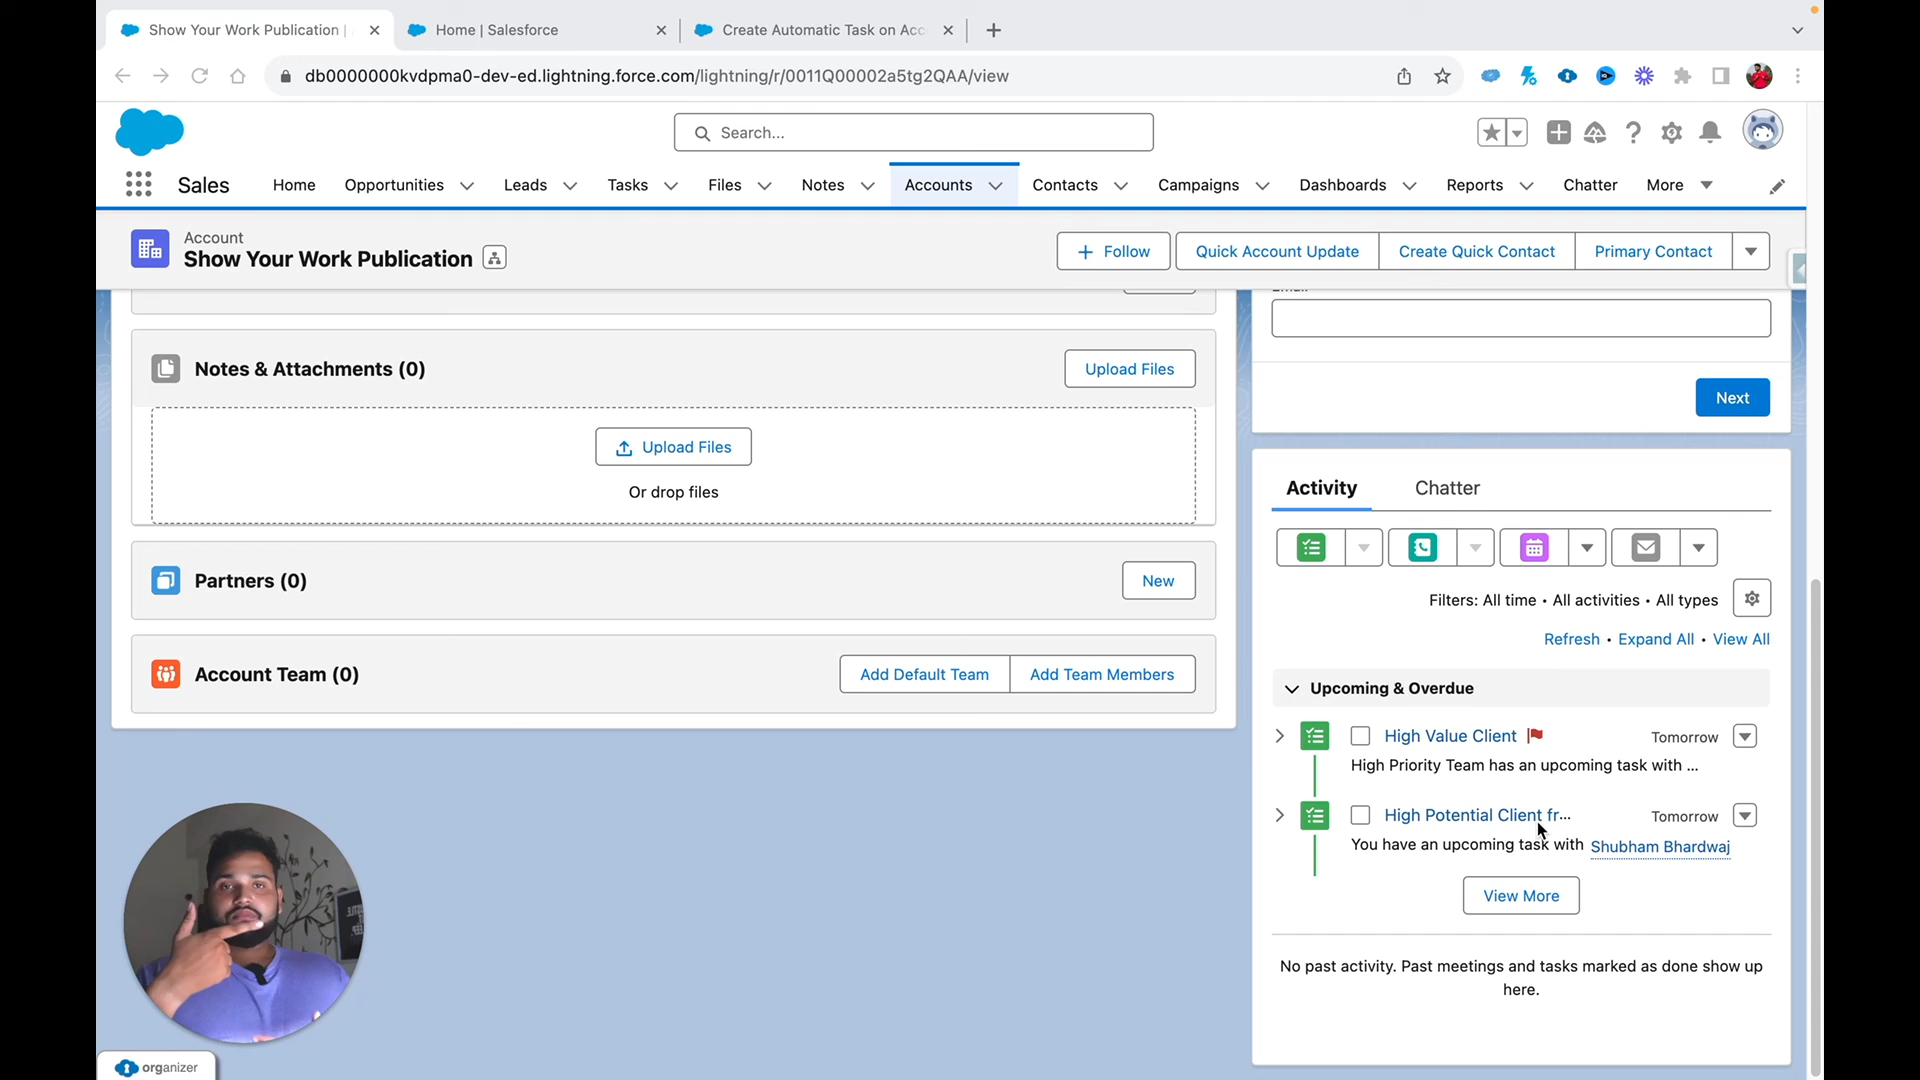 Show Your Work Publication |
Home | Salesforce
Create Automatic Task on Acc
db0000000kvdpma0-dev-ed.lightning.force.com/lightning/r/0011Q00002a5tg2QAA/view
Search...
Sales
Home
Opportunities
Leads
Tasks
Files
Notes
Accounts
Contacts
Campaigns
Dashboards
Reports
Chatter
More
Account
Show Your Work Publication
Follow
Quick Account Update
Create Quick Contact
Primary Contact
Notes & Attachments (0)
Upload Files
Upload Files
Or drop files
Partners (0)
New
Account Team (0)
Add Default Team
Add Team Members
Next
Activity
Chatter
Filters: All time • All activities • All types
Refresh • Expand All • View All
Upcoming & Overdue
High Value Client
Tomorrow
High Priority Team has an upcoming task with ...
High Potential Client fr...
Tomorrow
You have an upcoming task with Shubham Bhardwaj
View More
No past activity. Past meetings and tasks marked as done show up
here.
organizer